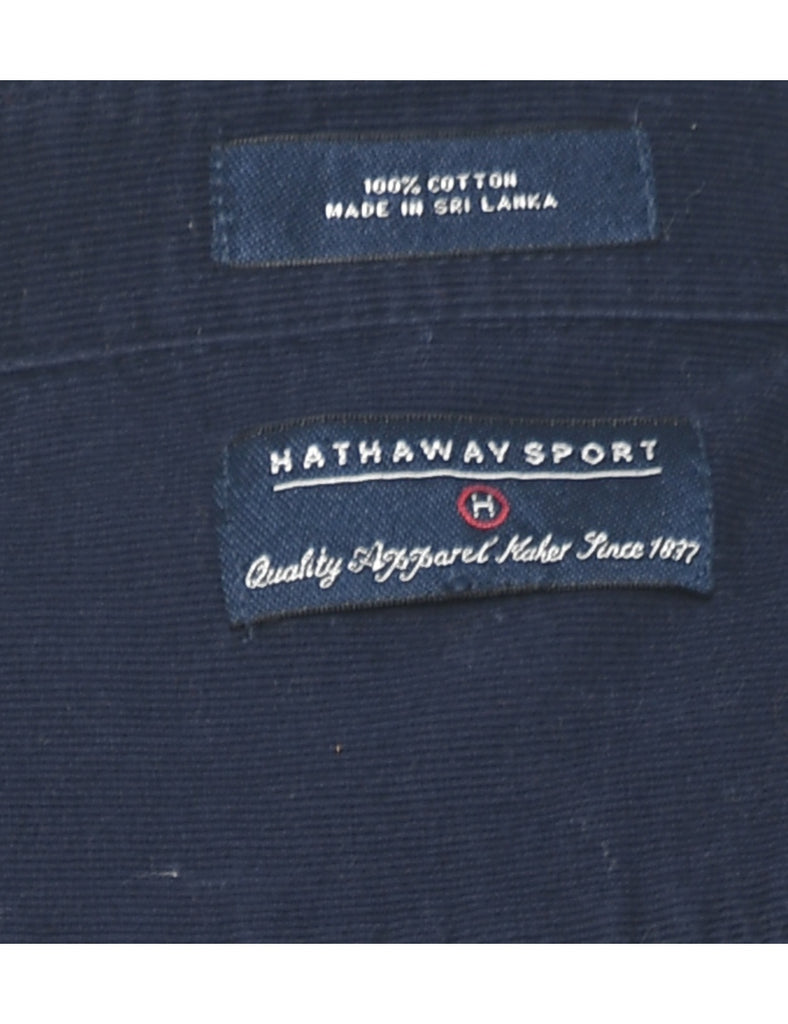 100% COTTON
MADE IN SRI LANKA
HATHAWAY SPORT
H
Quality Apparel Maker Since 1837